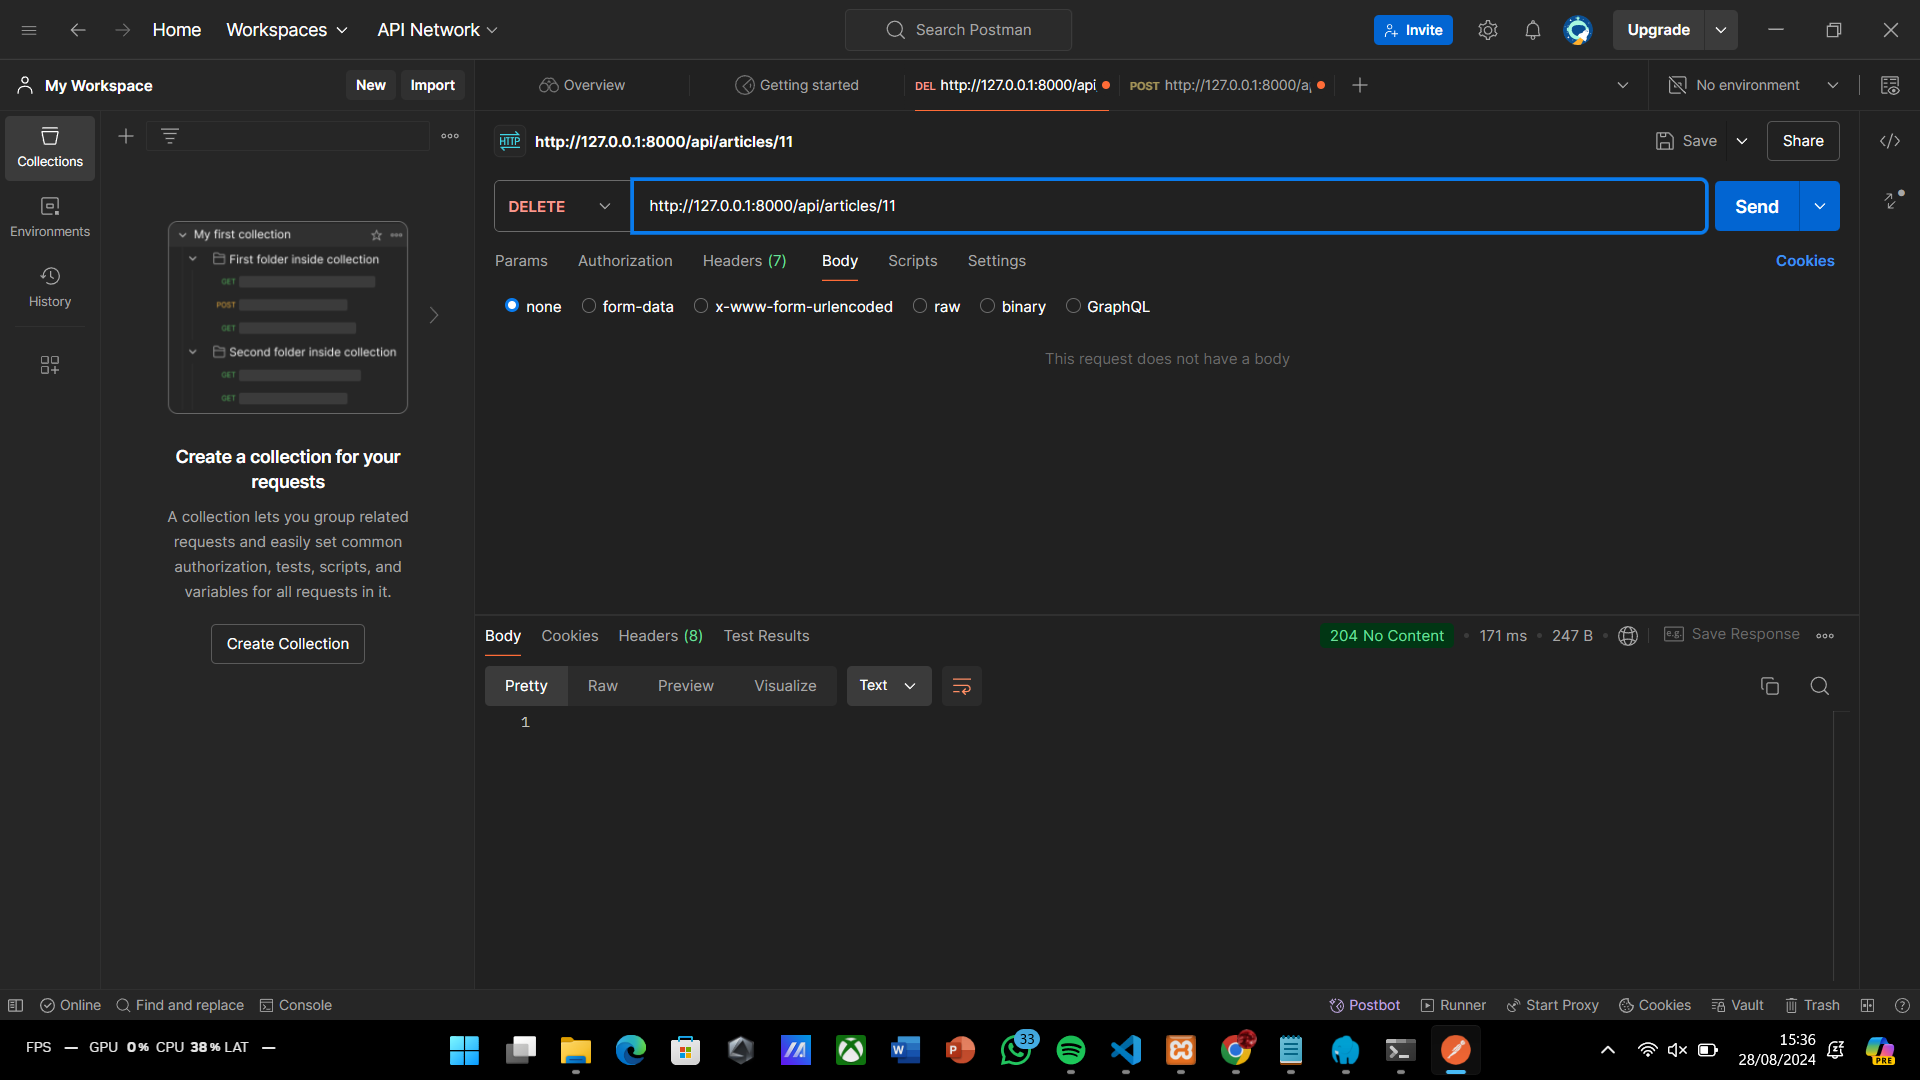 Home Workspaces API Network Search Postman Invite Upgrade
My Workspace New Import Overview Getting started DEL http://127.0.0.1:8000/api POST http://127.0.0.1:8000/a No environment
Collections
Environments
History
My first collection
First folder inside collection
GET
POST
GET
Second folder inside collection
GET
GET
Create a collection for your
requests
A collection lets you group related
requests and easily set common
authorization, tests, scripts, and
variables for all requests in it.
Create Collection
HTTP http://127.0.0.1:8000/api/articles/11 Save Share
DELETE http://127.0.0.1:8000/api/articles/11 Send
Params Authorization Headers (7) Body Scripts Settings Cookies
none form-data x-www-form-urlencoded raw binary GraphQL
This request does not have a body
Body Cookies Headers (8) Test Results 204 No Content 171 ms 247 B e.g. Save Response
Pretty Raw Preview Visualize Text
1
Online Find and replace Console Postbot Runner Start Proxy Cookies Vault Trash
FPS — GPU 0% CPU 38% LAT — 33 15:36
28/08/2024 PRE